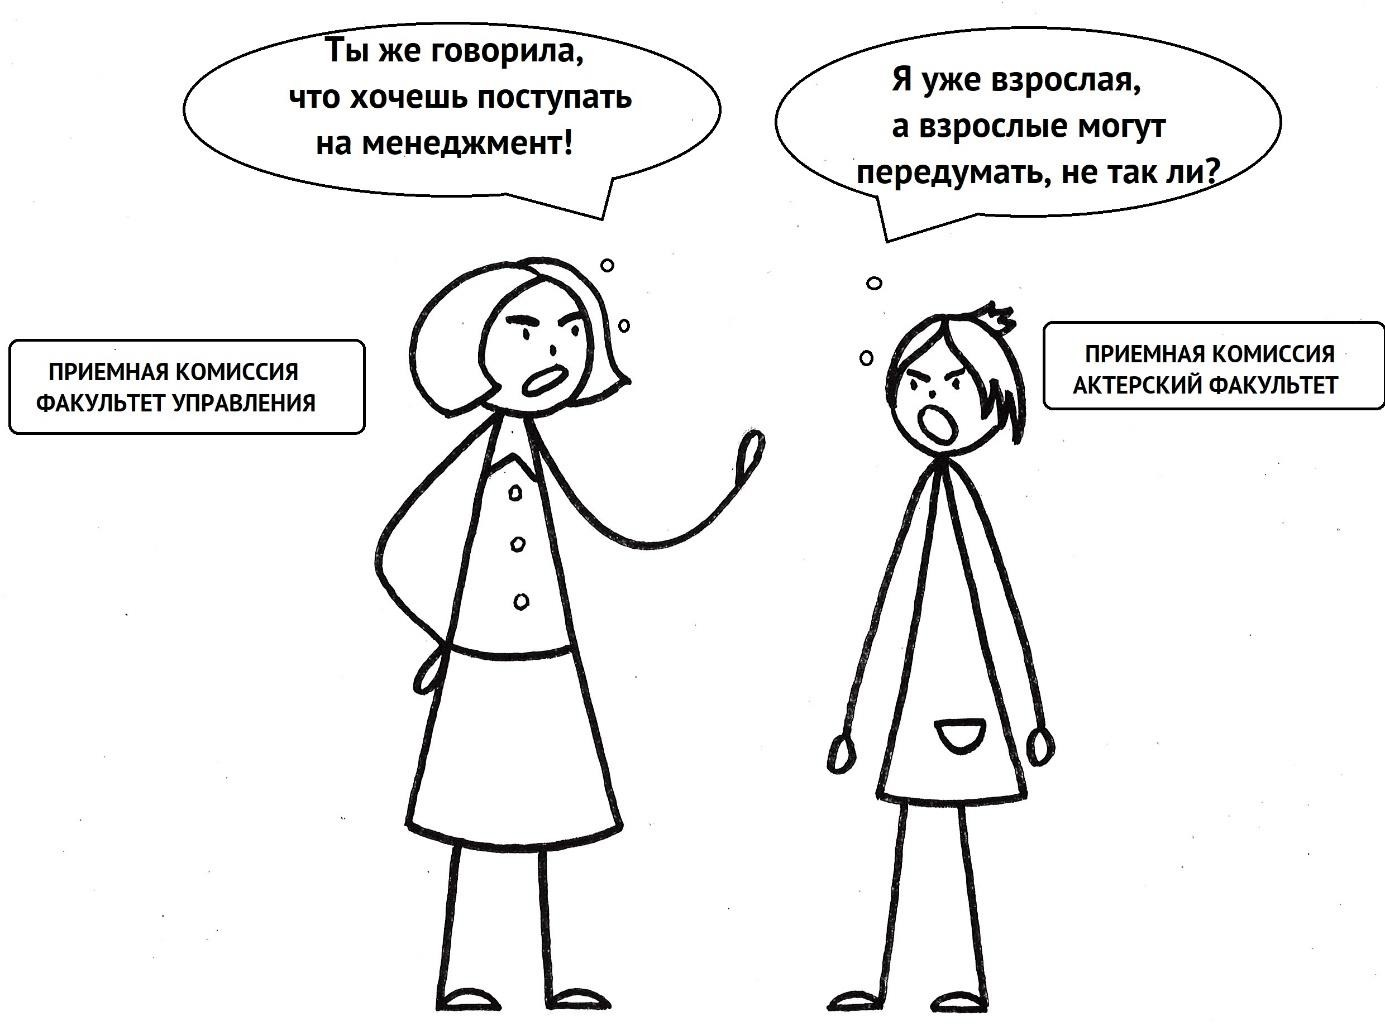 Ты же говорила,
что хочешь поступать
на менеджмент!
Я уже взрослая,
а взрослые могут
передумать, не так ли?
ПРИЕМНАЯ КОМИССИЯ
ФАКУЛЬТЕТ УПРАВЛЕНИЯ
ПРИЕМНАЯ КОМИССИЯ
АКТЕРСКИЙ ФАКУЛЬТЕТ